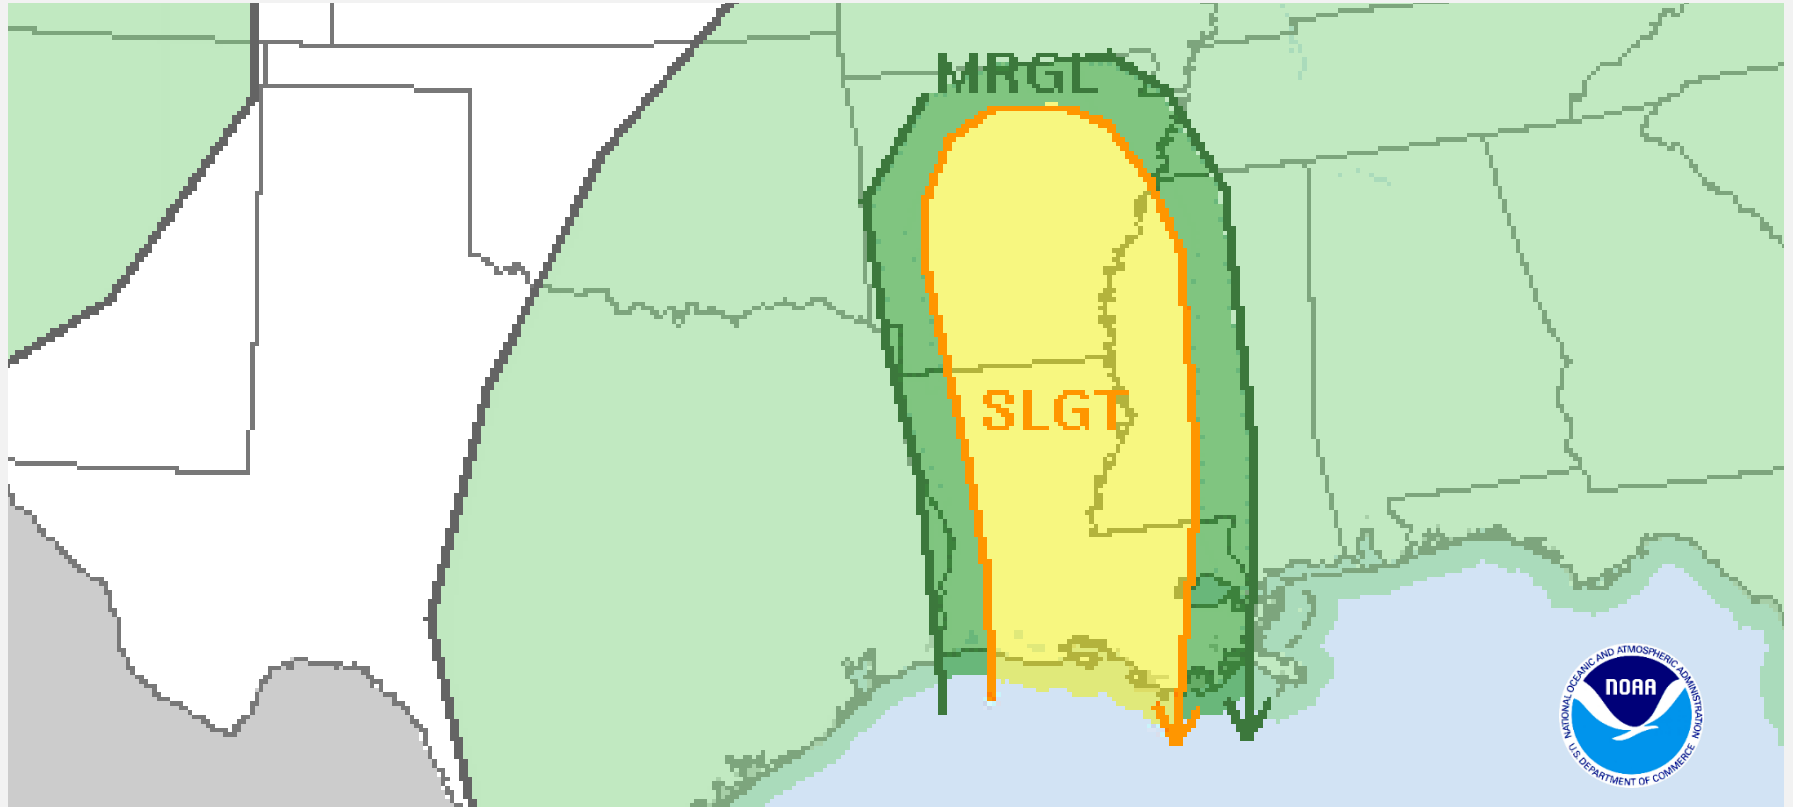 MRGL
SLGT
NATIONAL OCEANIC AND ATMOSPHERIC ADMINISTRATION
NOAA
U.S. DEPARTMENT OF COMMERCE